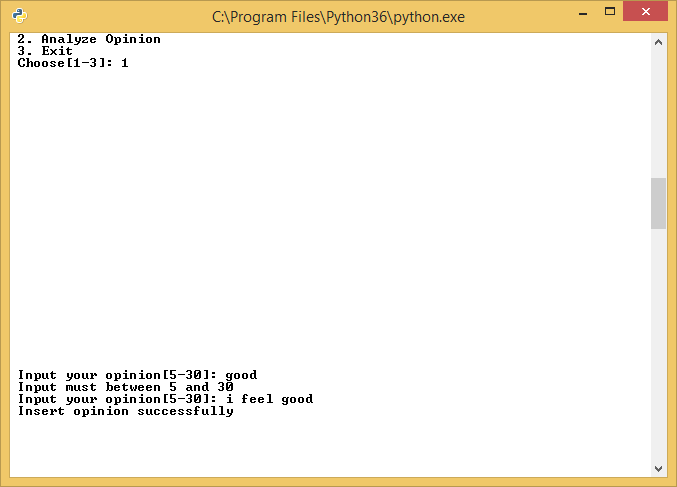 C:\Program Files\Python36\python.exe
2. Analyze Opinion
3. Exit
Choose[1-3]: 1
Input your opinion[5-30]: good
Input must between 5 and 30
Input your opinion[5-30]: i feel good
Insert opinion successfully